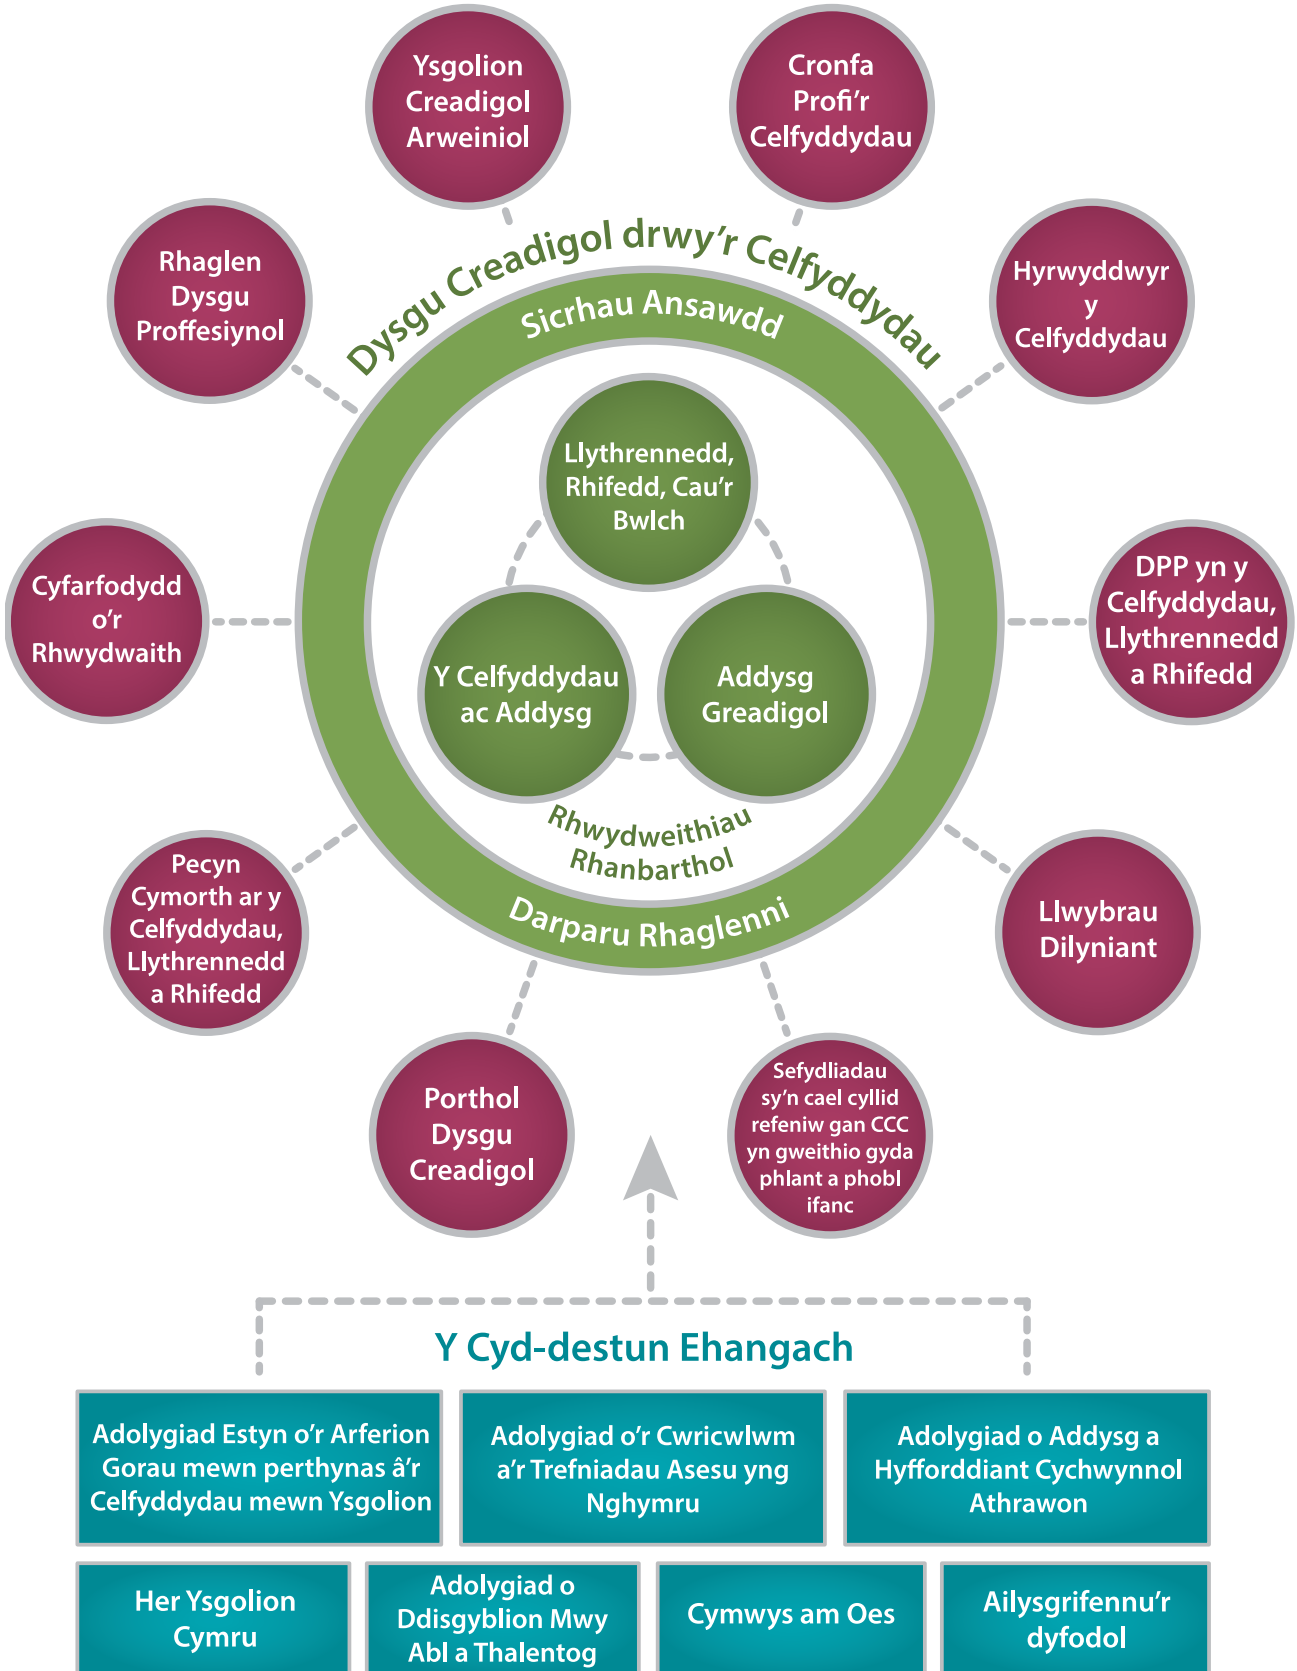 Ysgolion
Creadigol
Arweiniol
Cronfa
Profi'r
Celfyddydau
Rhaglen
Dysgu
Proffesiynol
Hyrwyddwyr
y
Celfyddydau
Dysgu Creadigol drwy'r Celfyddydau
Sicrhau Ansawdd
Llythrennedd,
Rhifedd, Cau'r
Bwlch
Cyfarfodydd
o'r
Rhwydwaith
DPP yn y
Celfyddydau,
Llythrennedd
a Rhifedd
Y Celfyddydau
ac Addysg
Addysg
Greadigol
Rhwydweithiau
Rhanbarthol
Darparu Rhaglenni
Pecyn
Cymorth ar y
Celfyddydau,
Llythrennedd
a Rhifedd
Llwybrau
Dilyniant
Porthol
Dysgu
Creadigol
Sefydliadau
sy'n cael cyllid
refeniw gan CCC
yn gweithio gyda
phlant a phobl
ifanc
Y Cyd-destun Ehangach
Adolygiad Estyn o'r Arferion
Gorau mewn perthynas â'r
Celfyddydau mewn Ysgolion
Adolygiad o'r Cwricwlwm
a'r Trefniadau Asesu yng
Nghymru
Adolygiad o Addysg a
Hyfforddiant Cychwynnol
Athrawon
Her Ysgolion
Cymru
Adolygiad o
Ddisgyblion Mwy
Abl a Thalentog
Cymwys am Oes
Ailysgrifennu'r
dyfodol